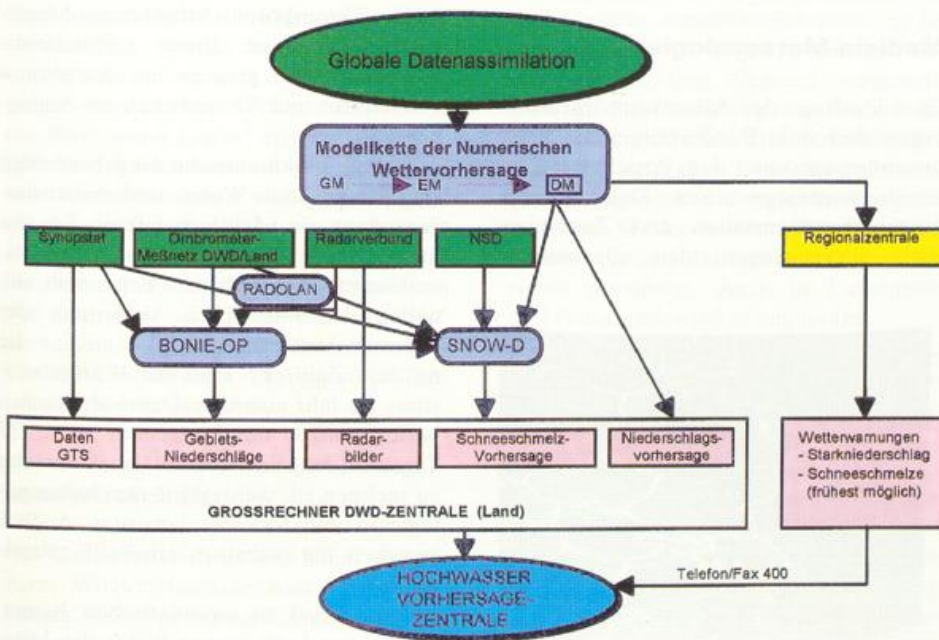 Globale Datenassimilation
Modellkette der Numerischen
Wettervorhersage
GM EM DM
Synopstat
Ombrometer-
Meßnetz DWD/Land
Radarverbund
NSD
Regionalzentrale
RADOLAN
BONIE-OP
SNOW-D
Daten
GTS
Gebiets-
Niederschläge
Radar-
bilder
Schneeschmelz-
Vorhersage
Niederschlags-
vorhersage
Wetterwarnungen
- Starkniederschlag
- Schneeschmelze
(frühest möglich)
GROSSRECHNER DWD-ZENTRALE (Land)
Telefon/Fax 400
HOCHWASSER
VORHERSAGE-
ZENTRALE